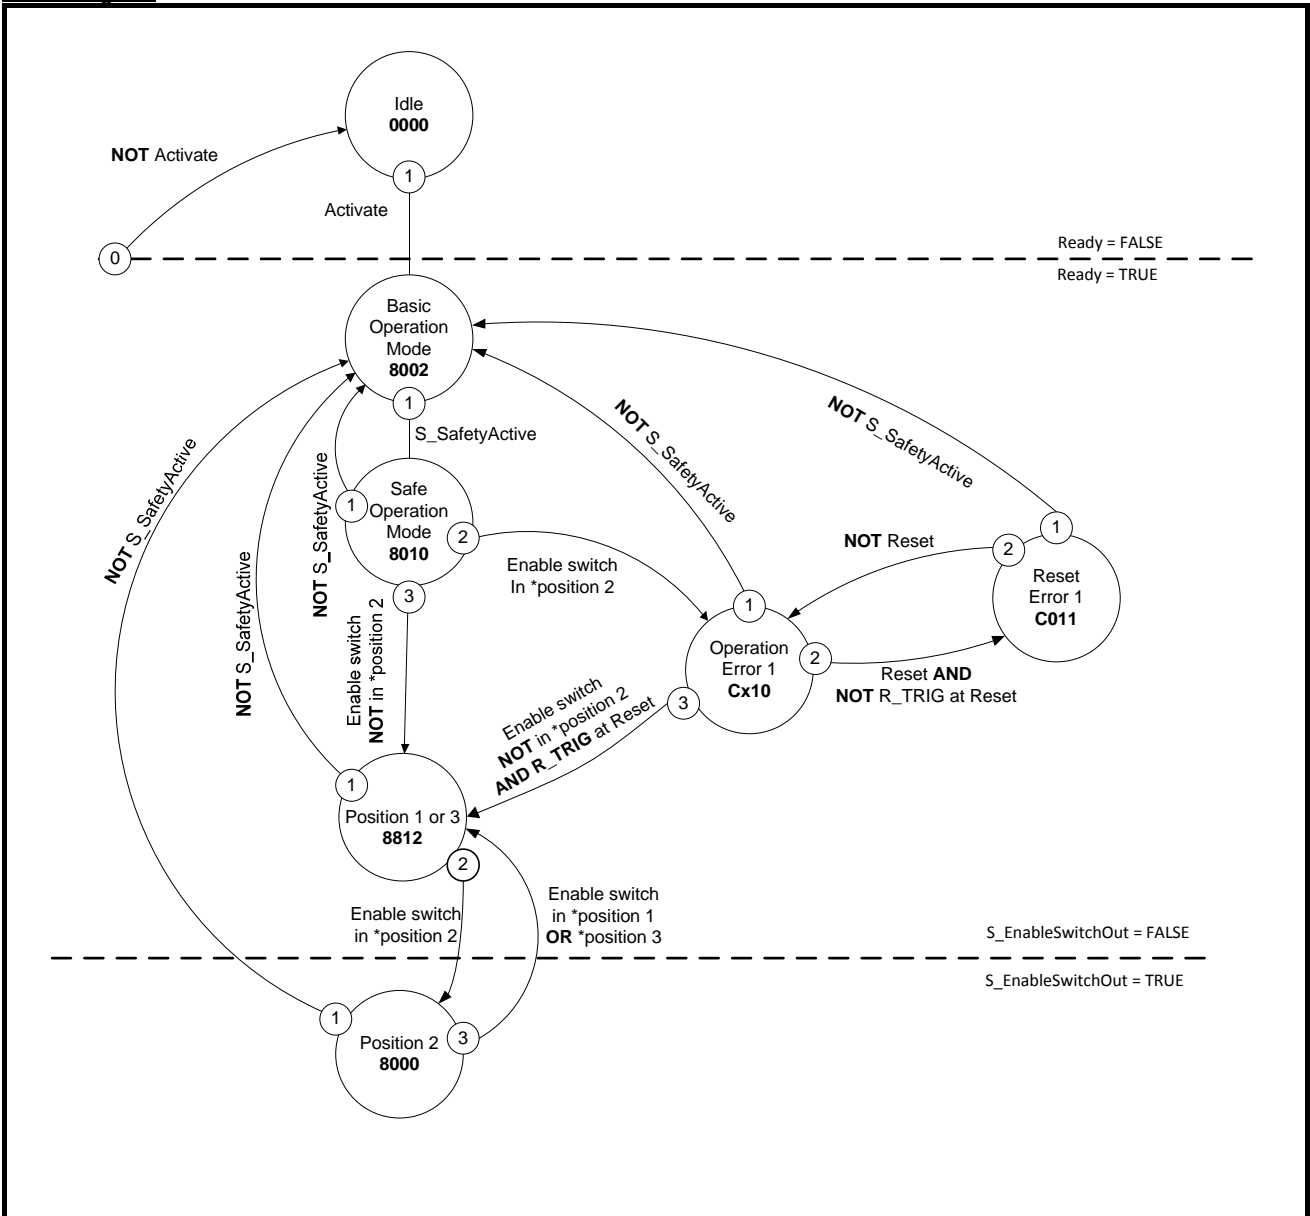 Idle
0000
NOT Activate
1
Activate
0
Ready = FALSE
Ready = TRUE
Basic
Operation
Mode
8002
1
S_SafetyActive
NOT S_SafetyActive
NOT S_SafetyActive
NOT S_SafetyActive
NOT S_SafetyActive
NOT S_SafetyActive
1
Safe
Operation
Mode
8010
2
3
Enable switch
In *position 2
Enable switch
NOT in *position 2
1
2
NOT Reset
Reset
Error 1
C011
1
Operation
Error 1
Cx10
2
3
Reset AND
NOT R_TRIG at Reset
Enable switch
NOT in *position 2
AND R_TRIG at Reset
1
Position 1 or 3
8812
2
Enable switch
in *position 2
Enable switch
in *position 1
OR *position 3
S_EnableSwitchOut = FALSE
S_EnableSwitchOut = TRUE
1
Position 2
8000
3